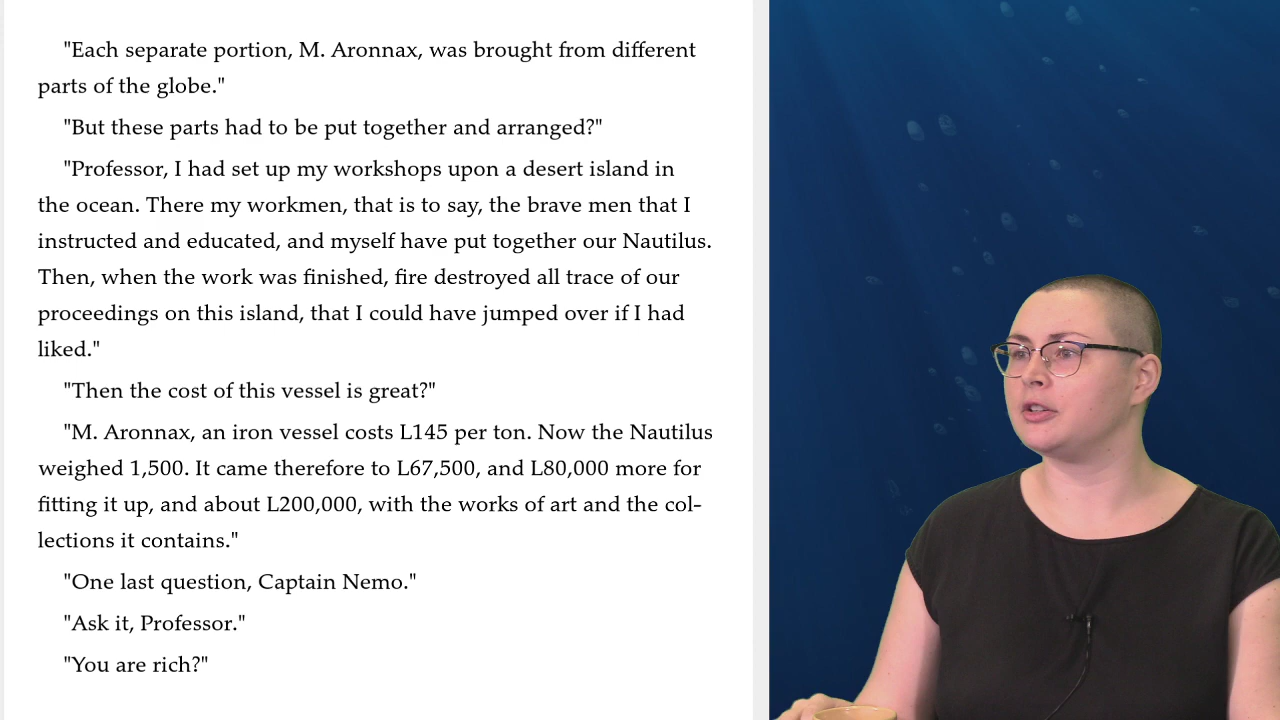 "Each separate portion, M. Aronnax, was brought from different
parts of the globe."
"But these parts had to be put together and arranged?"
"Professor, I had set up my workshops upon a desert island in
the ocean. There my workmen, that is to say, the brave men that I
instructed and educated, and myself have put together our Nautilus.
Then, when the work was finished, fire destroyed all trace of our
proceedings on this island, that I could have jumped over if I had
liked."
"Then the cost of this vessel is great?"
"M. Aronnax, an iron vessel costs L145 per ton. Now the Nautilus
weighed 1,500. It came therefore to L67,500, and L80,000 more for
fitting it up, and about L200,000, with the works of art and the col-
lections it contains."
"One last question, Captain Nemo."
"Ask it, Professor."
"You are rich?"